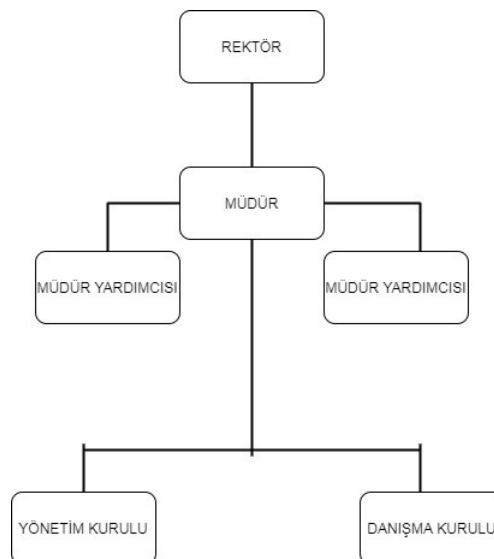 REKTÖR
MÜDÜR
MÜDÜR YARDIMCISI
MÜDÜR YARDIMCISI
YÖNETİM KURULU
DANIŞMA KURULU